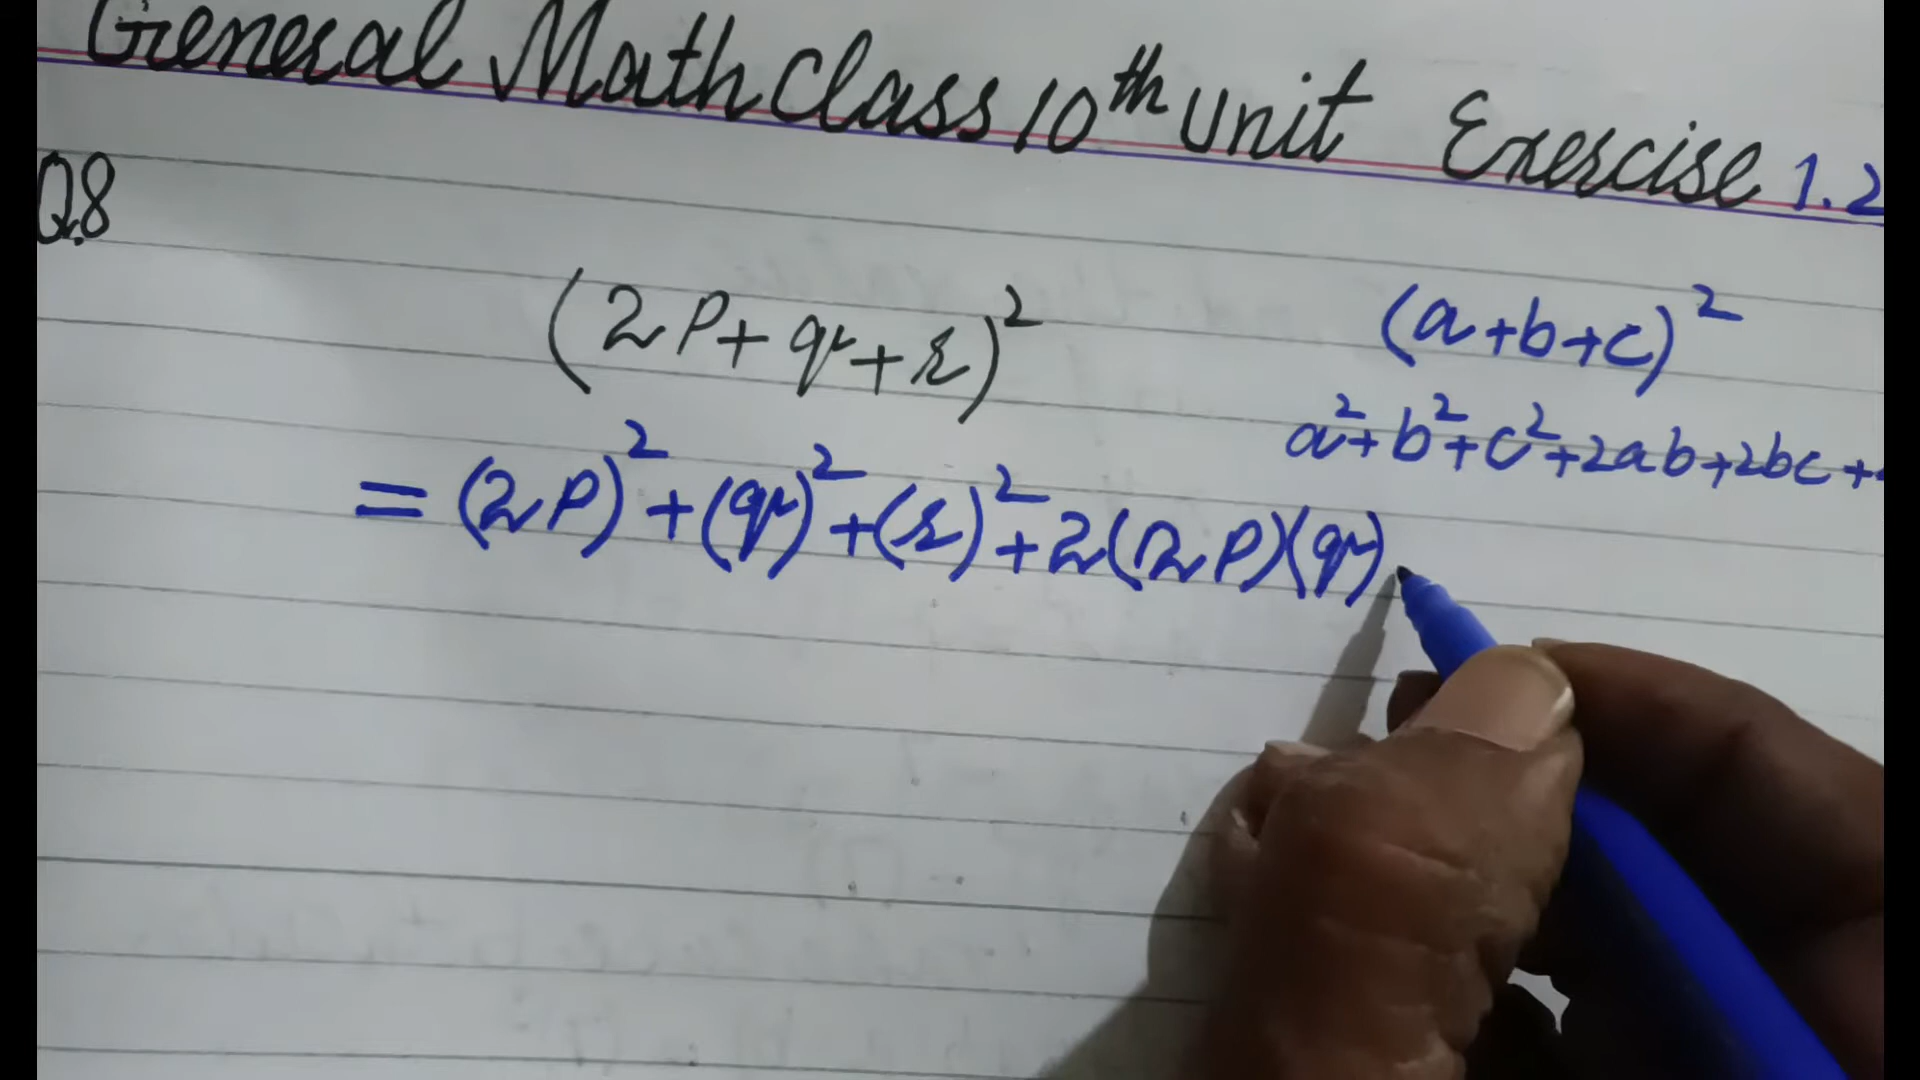 General Math Class 10th Unit Exercise 1.2
Q.8
(2P+q+r)²
(a+b+c)²
a²+b²+c²+2ab+2bc+
=(2P)²+(q)²+(r)²+2(2P)(q)